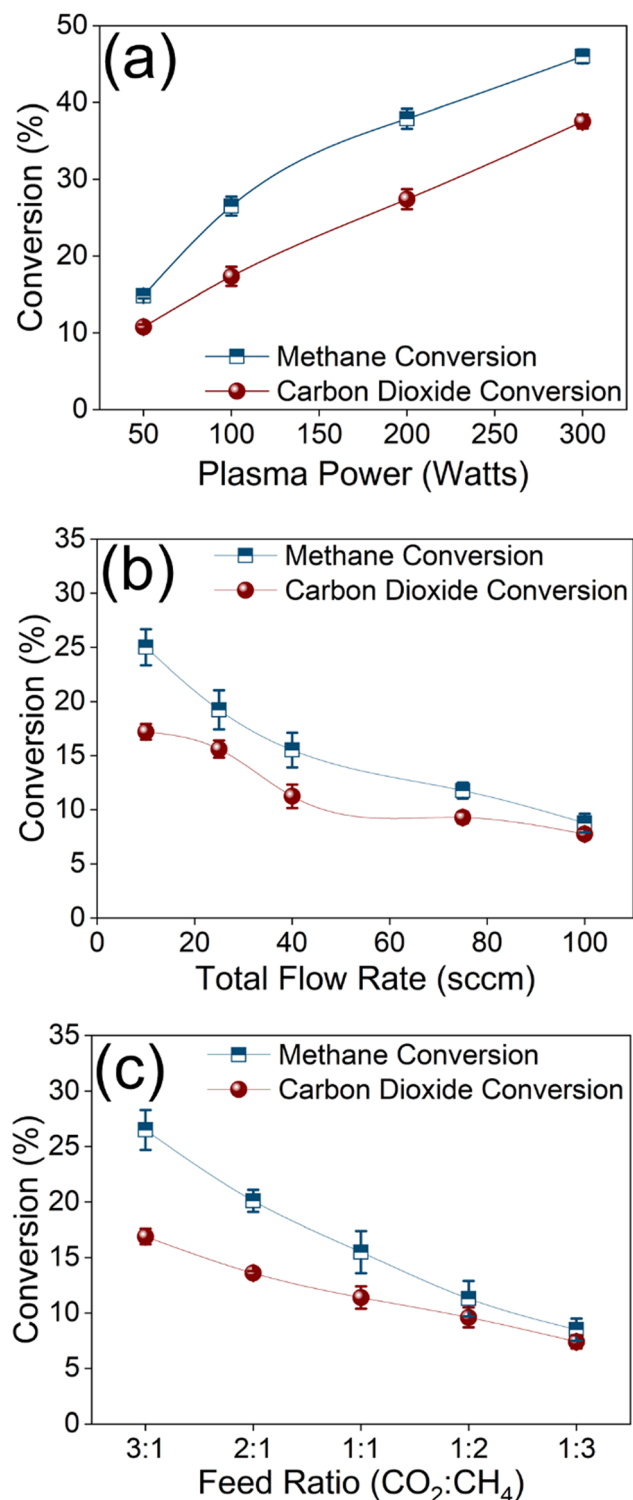 (a)
50
40
30
20
10
0
Conversion (%)
Methane Conversion
Carbon Dioxide Conversion
50 100 150 200 250 300
Plasma Power (Watts)
(b)
35
30
25
20
15
10
5
0
Conversion (%)
Methane Conversion
Carbon Dioxide Conversion
0 20 40 60 80 100
Total Flow Rate (sccm)
(c)
35
30
25
20
15
10
5
0
Conversion (%)
Methane Conversion
Carbon Dioxide Conversion
3:1 2:1 1:1 1:2 1:3
Feed Ratio (CO₂:CH₄)